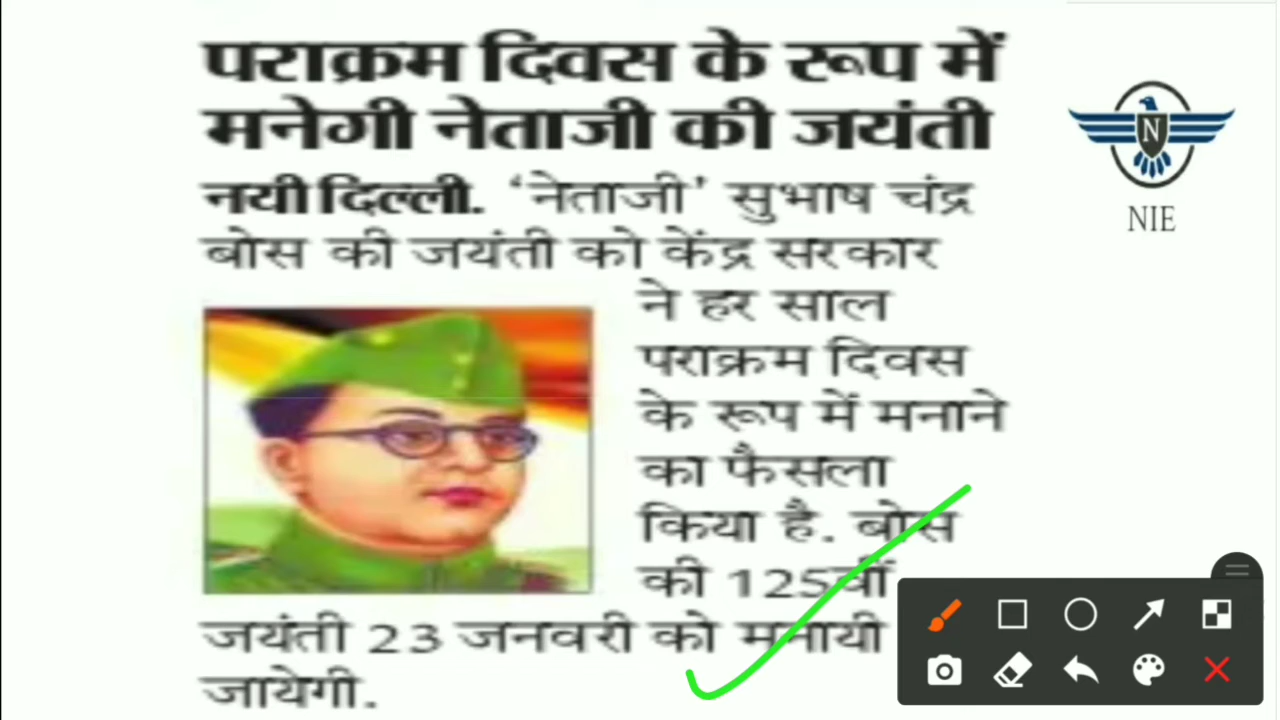 पराक्रम दिवस के रूप में
मनेगी नेताजी की जयंती
नयी दिल्ली. ‘नेताजी' सुभाष चंद्र
बोस की जयंती को केंद्र सरकार
ने हर साल
पराक्रम दिवस
के रूप में मनाने
का फैसला
किया है. बोस
की 125वीं
जयंती 23 जनवरी को मनायी
जायेगी.
N
NIE